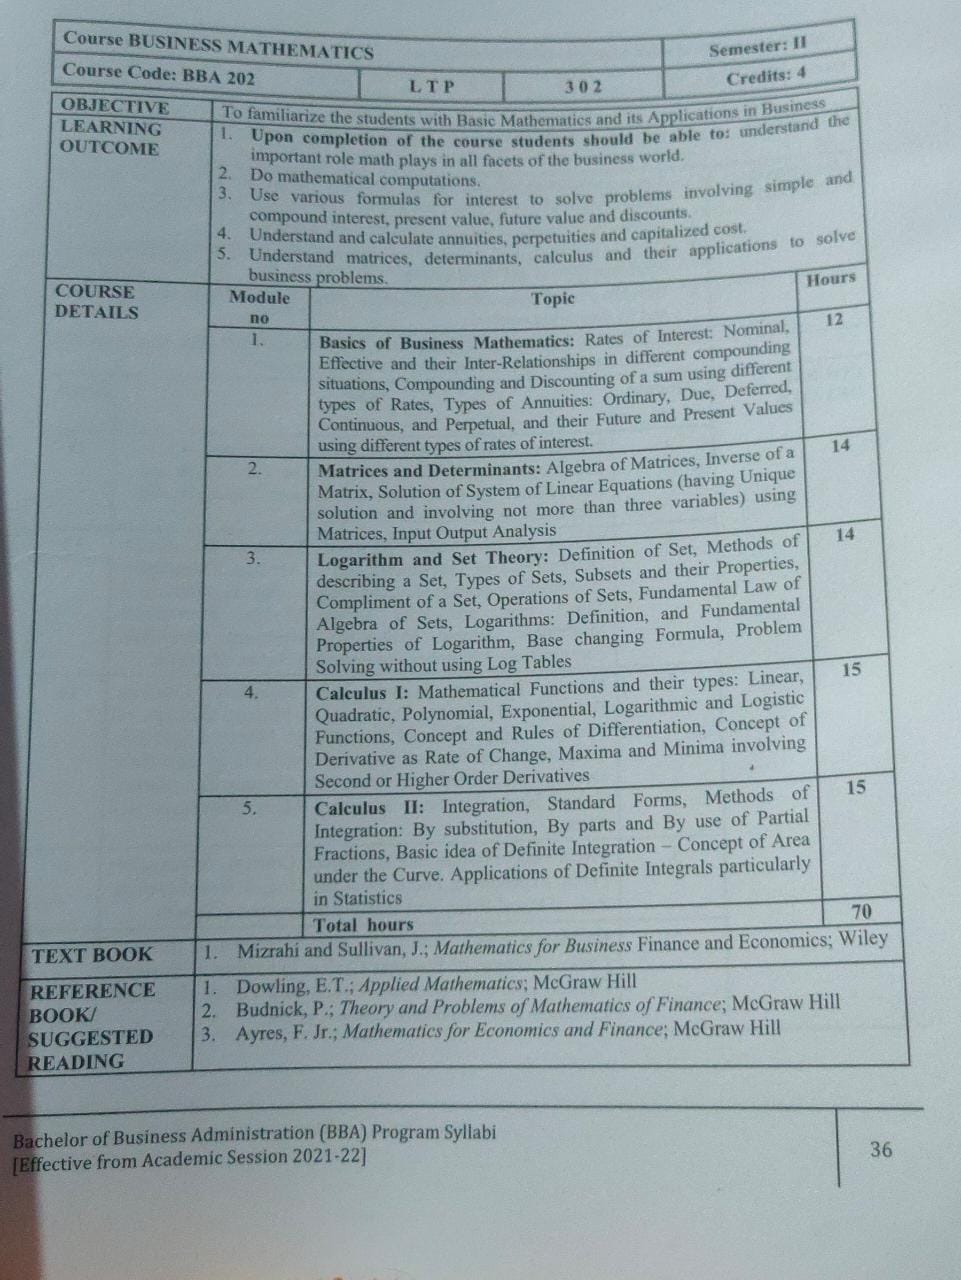 Course BUSINESS MATHEMATICS
Semester: II
Course Code: BBA 202
L T P
3 0 2
Credits: 4
OBJECTIVE
To familiarize the students with Basic Mathematics and its Applications in Business
LEARNING
OUTCOME
1. Upon completion of the course students should be able to: understand the
important role math plays in all facets of the business world.
2. Do mathematical computations.
3. Use various formulas for interest to solve problems involving simple and
compound interest, present value, future value and discounts.
4. Understand and calculate annuities, perpetuities and capitalized cost.
5. Understand matrices, determinants, calculus and their applications to solve
business problems.
COURSE
DETAILS
Module
no
Topic
Hours
1.
Basics of Business Mathematics: Rates of Interest: Nominal,
Effective and their Inter-Relationships in different compounding
situations, Compounding and Discounting of a sum using different
types of Rates, Types of Annuities: Ordinary, Due, Deferred,
Continuous, and Perpetual, and their Future and Present Values
using different types of rates of interest.
12
2.
Matrices and Determinants: Algebra of Matrices, Inverse of a
Matrix, Solution of System of Linear Equations (having Unique
solution and involving not more than three variables) using
Matrices, Input Output Analysis
14
3.
Logarithm and Set Theory: Definition of Set, Methods of
describing a Set, Types of Sets, Subsets and their Properties,
Compliment of a Set, Operations of Sets, Fundamental Law of
Algebra of Sets, Logarithms: Definition, and Fundamental
Properties of Logarithm, Base changing Formula, Problem
Solving without using Log Tables
14
4.
Calculus I: Mathematical Functions and their types: Linear,
Quadratic, Polynomial, Exponential, Logarithmic and Logistic
Functions, Concept and Rules of Differentiation, Concept of
Derivative as Rate of Change, Maxima and Minima involving
Second or Higher Order Derivatives
15
5.
Calculus II: Integration, Standard Forms, Methods of
Integration: By substitution, By parts and By use of Partial
Fractions, Basic idea of Definite Integration – Concept of Area
under the Curve. Applications of Definite Integrals particularly
in Statistics
15
Total hours
70
TEXT BOOK
1. Mizrahi and Sullivan, J.; Mathematics for Business Finance and Economics; Wiley
REFERENCE
BOOK/
SUGGESTED
READING
1. Dowling, E.T.; Applied Mathematics; McGraw Hill
2. Budnick, P.; Theory and Problems of Mathematics of Finance; McGraw Hill
3. Ayres, F. Jr.; Mathematics for Economics and Finance; McGraw Hill
Bachelor of Business Administration (BBA) Program Syllabi
[Effective from Academic Session 2021-22]
36